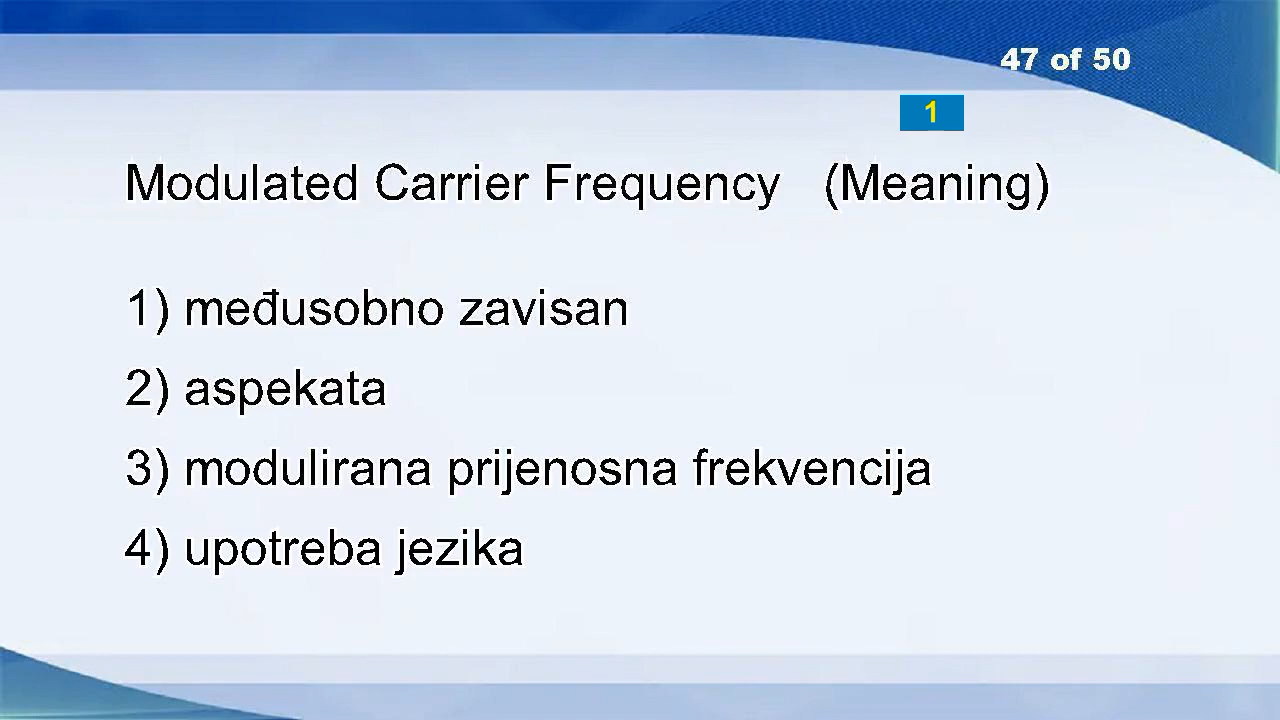 47 of 50
1
Modulated Carrier Frequency (Meaning)
1) međusobno zavisan
2) aspekata
3) modulirana prijenosna frekvencija
4) upotreba jezika